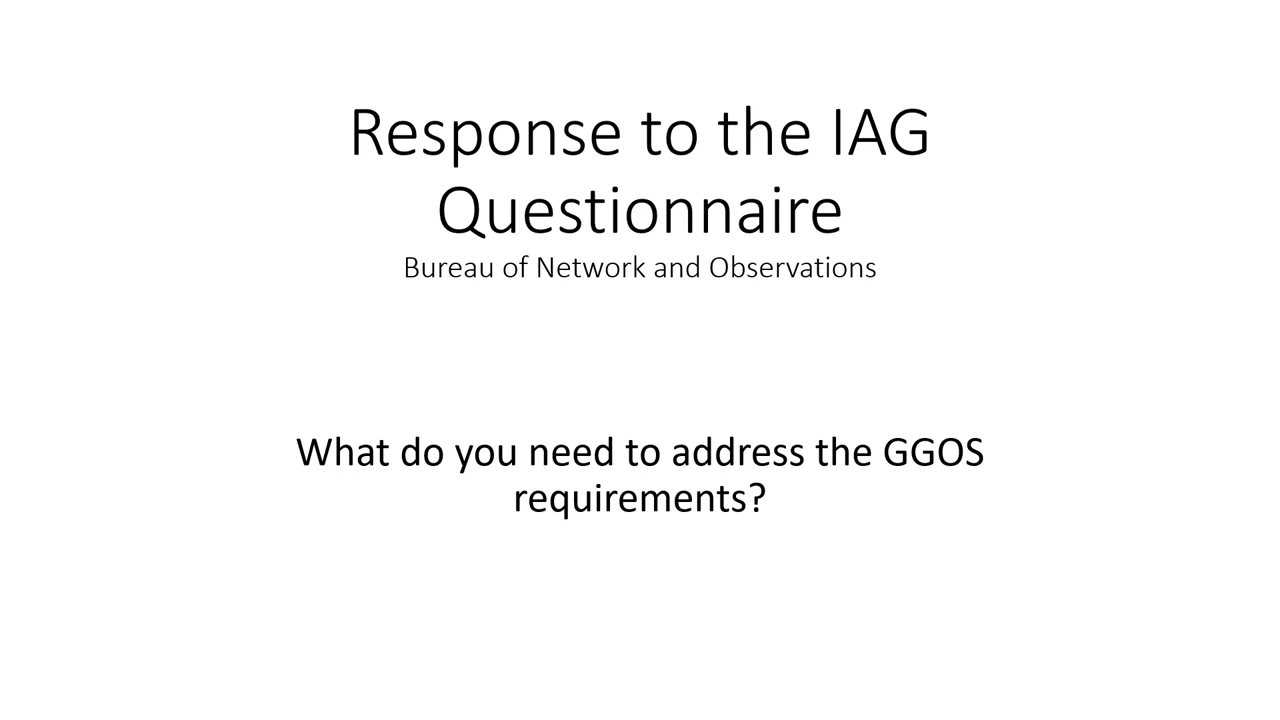 Response to the IAG
Questionnaire
Bureau of Network and Observations
What do you need to address the GGOS
requirements?